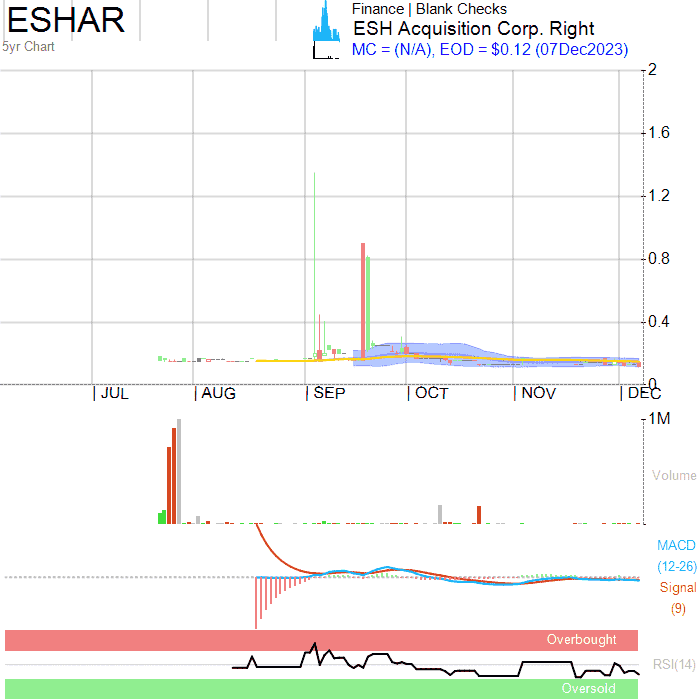 ESHAR
5yr Chart
Finance | Blank Checks
ESH Acquisition Corp. Right
MC = (N/A), EOD = $0.12 (07Dec2023)
2
1.6
1.2
0.8
0.4
0
JUL AUG SEP OCT NOV DEC
1M
Volume
MACD
(12-26)
Signal
(9)
Overbought
RSI(14)
Oversold